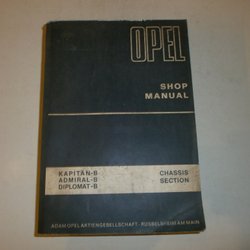 OPEL
SHOP
MANUAL
KAPITÄN-B
ADMIRAL-B
DIPLOMAT-B
CHASSIS
SECTION
ADAM OPEL AKTIENGESELLSCHAFT · RÜSSELSHEIM AM MAIN